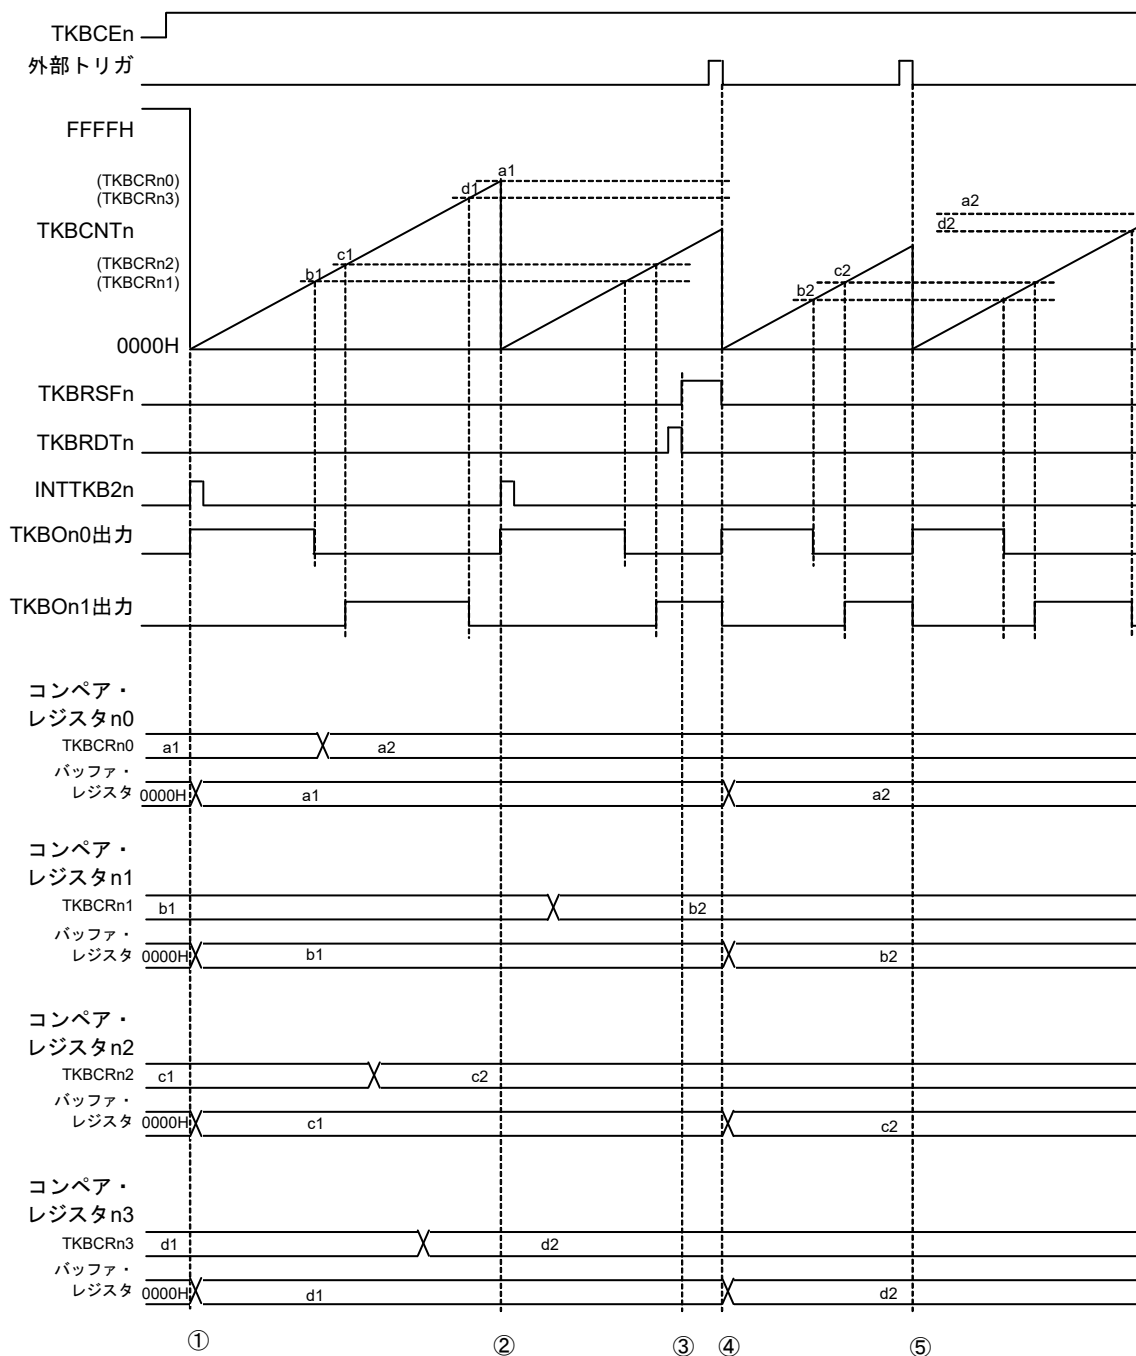 TKBCEn
外部トリガ
FFFFH
a1
(TKBCRn0)
d1
(TKBCRn3)
a2
TKBCNTn
d2
c1
(TKBCRn2)
b1
(TKBCRn1)
c2
b2
0000H
TKBRSFn
TKBRDTn
INTTKB2n
TKBOn0出力
TKBOn1出力
コンペア・
レジスタn0
TKBCRn0 a1 a2
バッファ・
レジスタ 0000H a1 a2
コンペア・
レジスタn1
TKBCRn1 b1 b2
バッファ・
レジスタ 0000H b1 b2
コンペア・
レジスタn2
TKBCRn2 c1 c2
バッファ・
レジスタ 0000H c1 c2
コンペア・
レジスタn3
TKBCRn3 d1 d2
バッファ・
レジスタ 0000H d1 d2
① ② ③ ④ ⑤